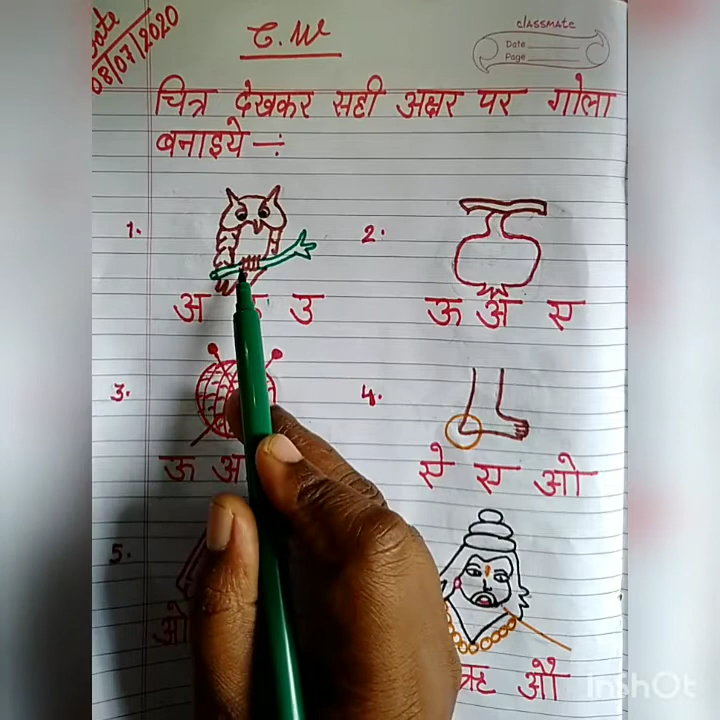 Date
08/07/2020
C.W
CLASSMATE
Date
Page
चित्र देखकर सही अक्षर पर गोला
बनाइये :-
1. 2.
अ उ ऊ अ ए
3. 4.
ऊ अ ऐ ए ओ
5.
ओ ऋ औ
InShOt